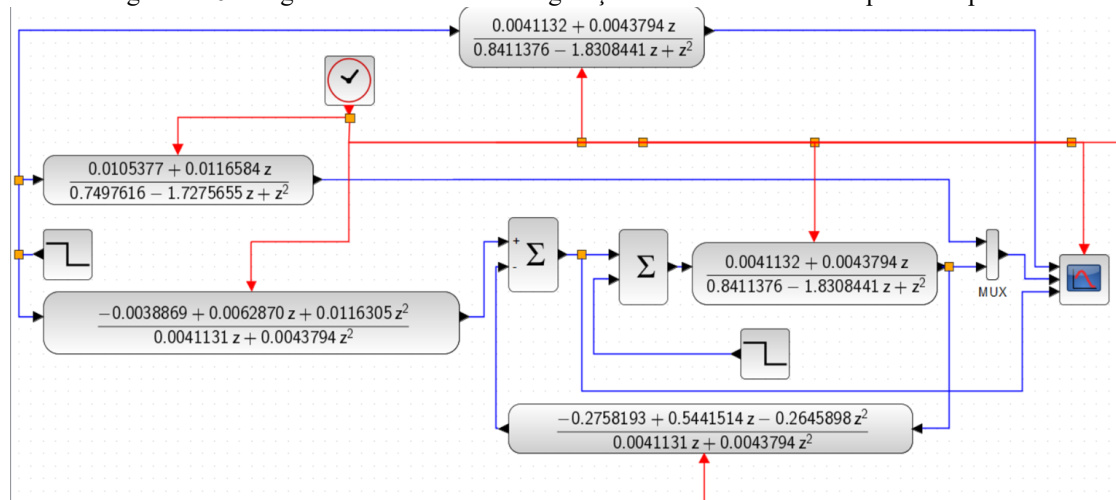 0.0041132 + 0.0043794 z
0.8411376 − 1.8308441 z + z²
0.0105377 + 0.0116584 z
0.7497616 − 1.7275655 z + z²
+
-
Σ
Σ
0.0041132 + 0.0043794 z
0.8411376 − 1.8308441 z + z²
MUX
−0.0038869 + 0.0062870 z + 0.0116305 z²
0.0041131 z + 0.0043794 z²
−0.2758193 + 0.5441514 z − 0.2645898 z²
0.0041131 z + 0.0043794 z²